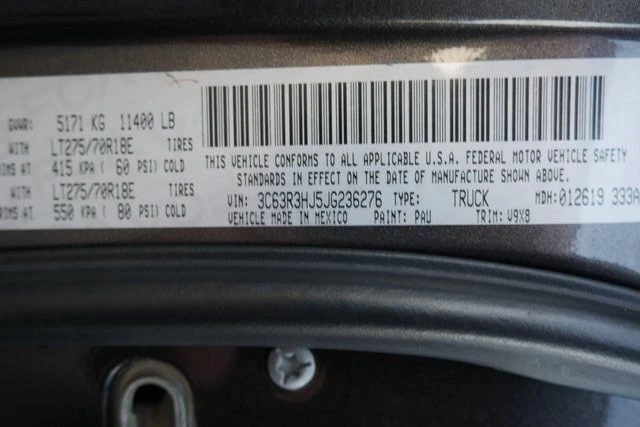 GVWR: 5171 KG 11400 LB
WITH LT275/70R18E TIRES
RIMS AT 415 KPA ( 60 PSI) COLD
WITH LT275/70R18E TIRES
RIMS AT 550 KPA ( 80 PSI) COLD
THIS VEHICLE CONFORMS TO ALL APPLICABLE U.S.A. FEDERAL MOTOR VEHICLE SAFETY
STANDARDS IN EFFECT ON THE DATE OF MANUFACTURE SHOWN ABOVE.
VIN: 3C63R3HJ5JG236276 TYPE: TRUCK MDH: 012619 333A
VEHICLE MADE IN MEXICO PAINT: PAU TRIM: V9X8